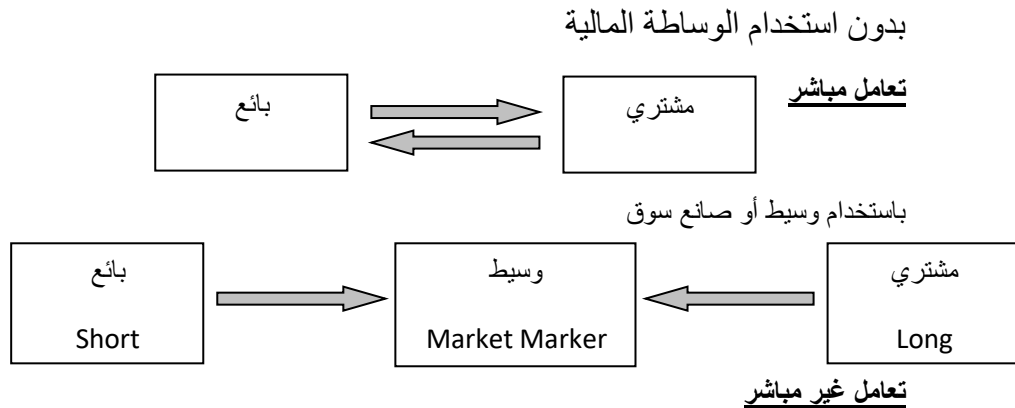 بدون استخدام الوساطة المالية
تعامل مباشر
مشتري
بائع
باستخدام وسيط أو صانع سوق
مشتري
Long
وسيط
Market Marker
بائع
Short
تعامل غير مباشر